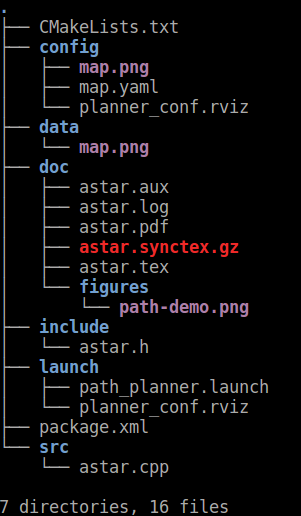 .
├── CMakeLists.txt
├── config
│   ├── map.png
│   ├── map.yaml
│   └── planner_conf.rviz
├── data
│   └── map.png
├── doc
│   ├── astar.aux
│   ├── astar.log
│   ├── astar.pdf
│   ├── astar.synctex.gz
│   ├── astar.tex
│   └── figures
│       └── path-demo.png
├── include
│   └── astar.h
├── launch
│   ├── path_planner.launch
│   └── planner_conf.rviz
├── package.xml
└── src
    └── astar.cpp
7 directories, 16 files